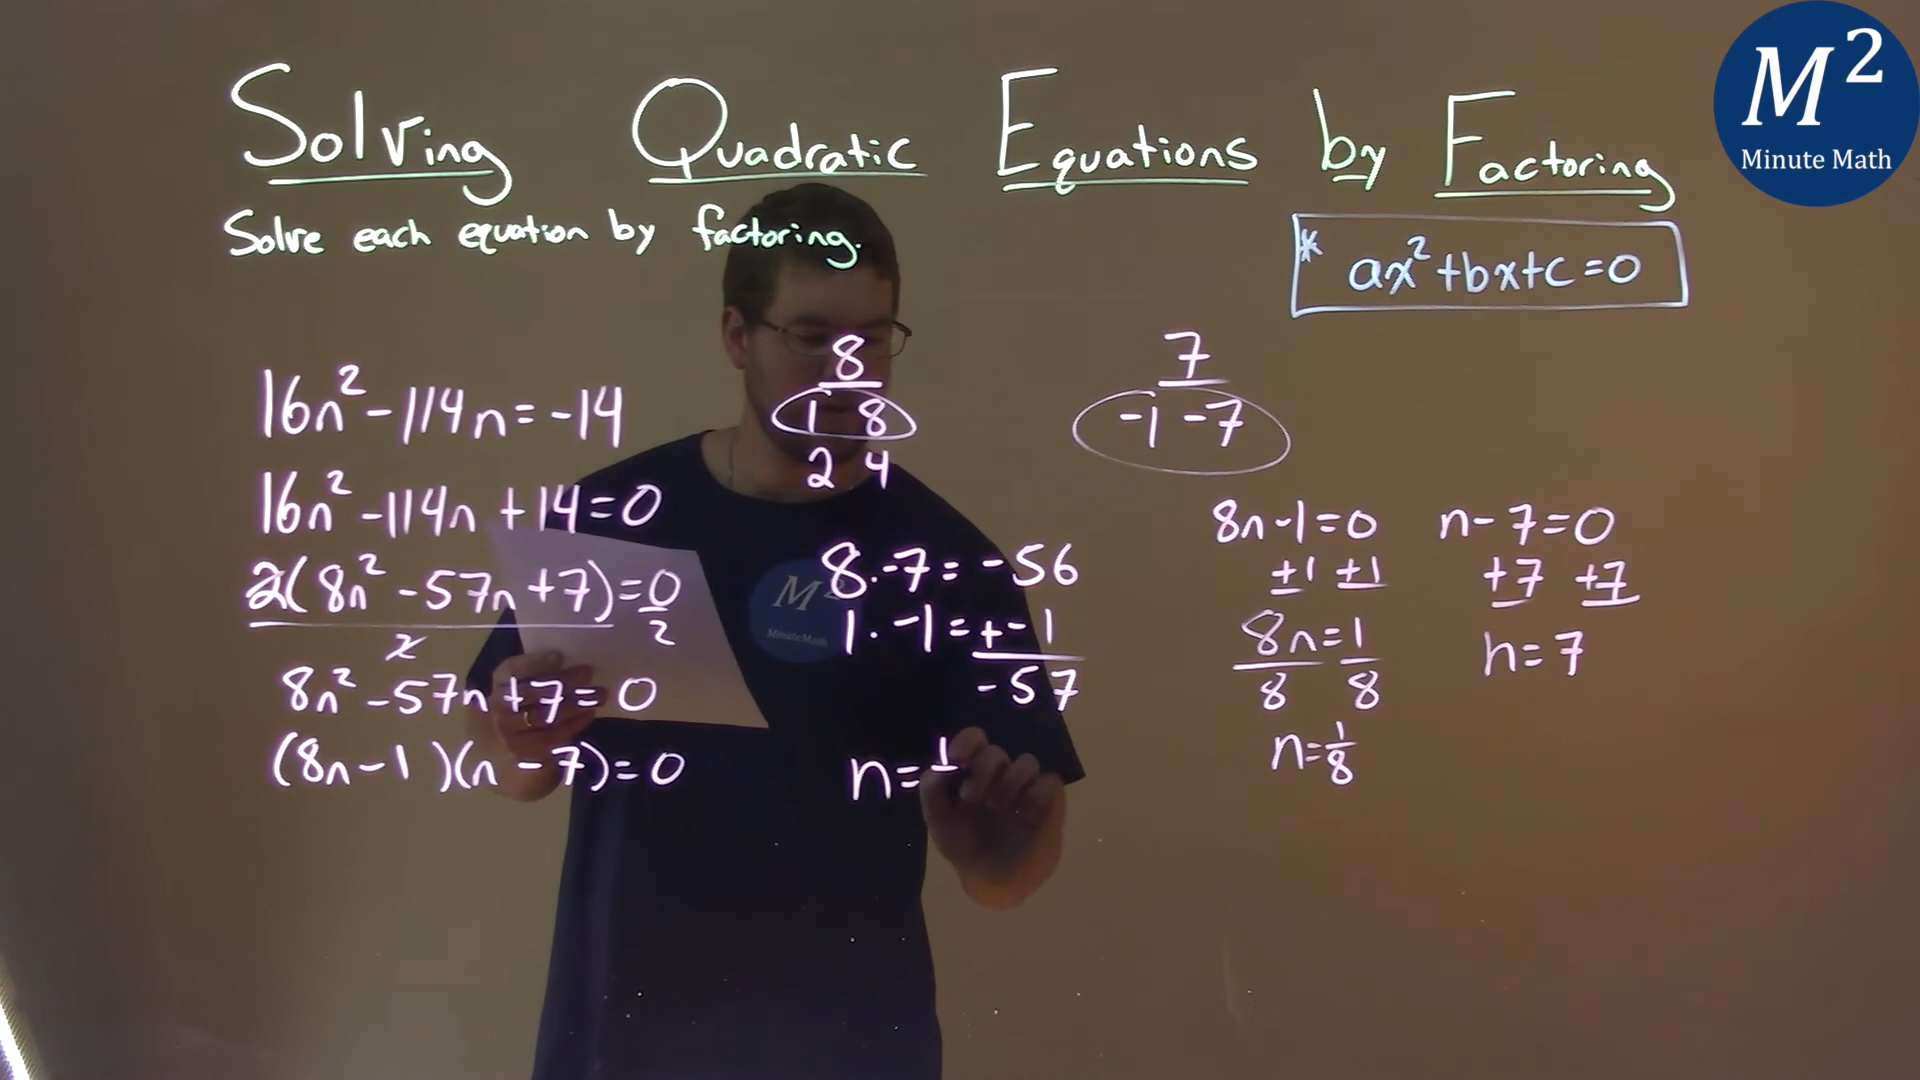 Solving Quadratic Equations by Factoring
M²
Minute Math
Solve each equation by factoring.
* ax²+bx+c=0
16n²-114n=-14
16n²-114n+14=0
2(8n²-57n+7)=0
2 2
8n²-57n+7=0
(8n-1)(n-7)=0
8
1 8
2 4
7
-1 -7
8·-7=-56
1·-1=+-1
-57
n=1
8n-1=0
+1 +1
8n=1
8 8
n=1/8
n-7=0
+7 +7
n=7
M²
MinuteMath